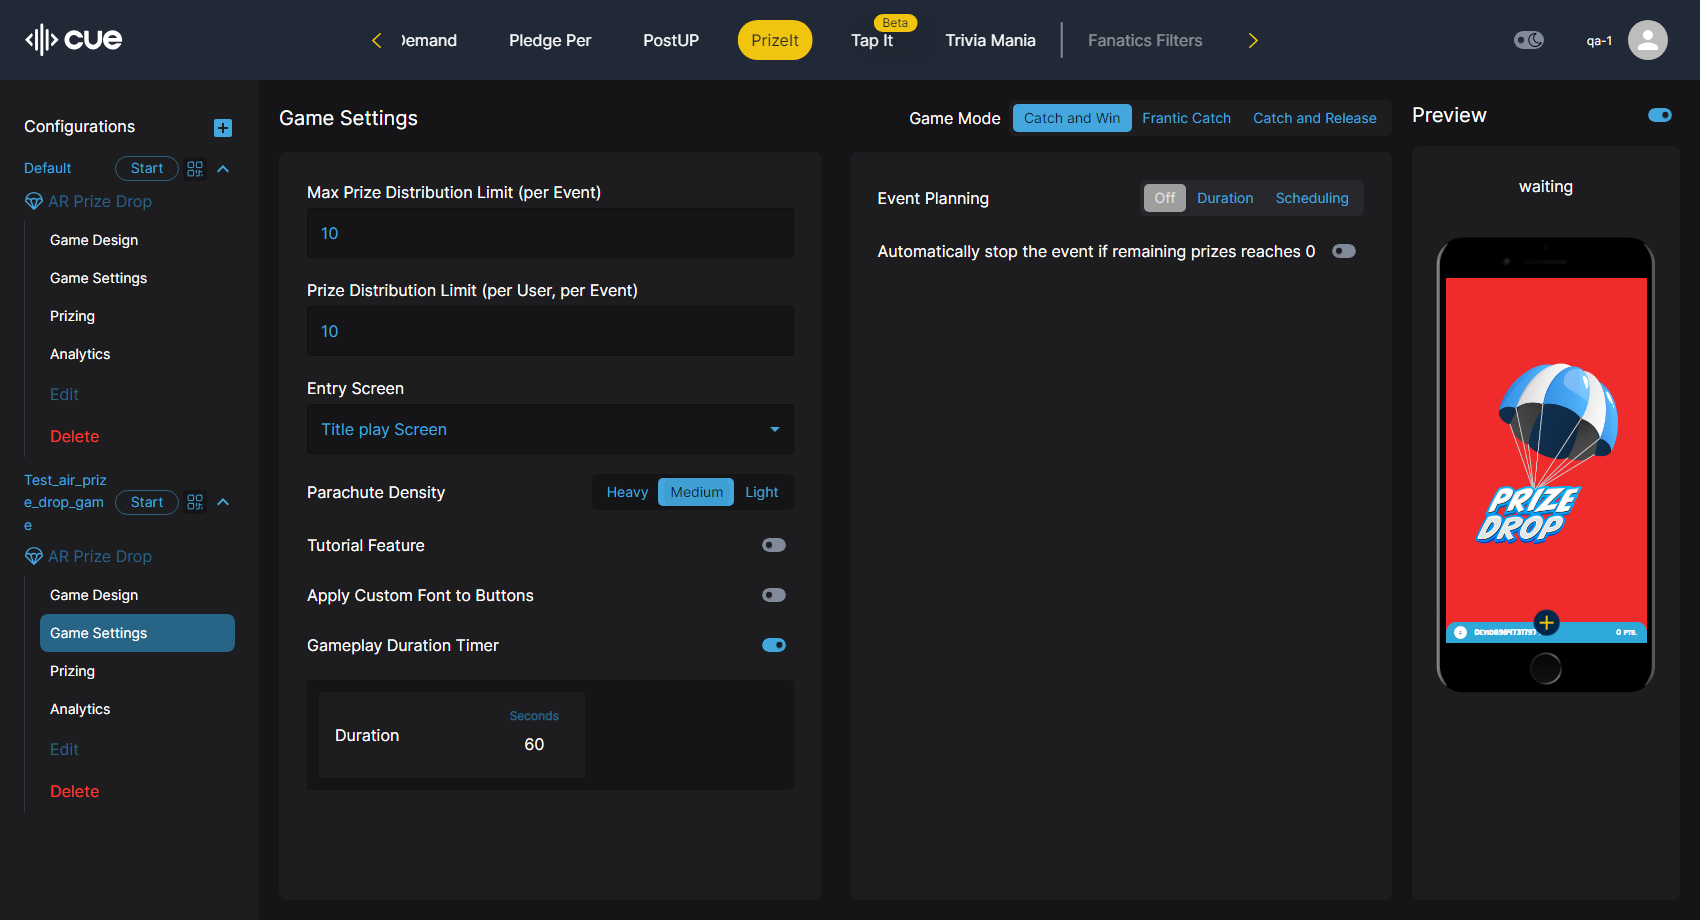 cue
Demand
Pledge Per
PostUP
PrizeIt
Beta
Tap It
Trivia Mania
Fanatics Filters
qa-1
Configurations
Default
Start
AR Prize Drop
Game Design
Game Settings
Prizing
Analytics
Edit
Delete
Test_air_priz
e_drop_gam
e
Start
AR Prize Drop
Game Design
Game Settings
Prizing
Analytics
Edit
Delete
Game Settings
Game Mode
Catch and Win
Frantic Catch
Catch and Release
Max Prize Distribution Limit (per Event)
10
Prize Distribution Limit (per User, per Event)
10
Entry Screen
Title play Screen
Parachute Density
Heavy
Medium
Light
Tutorial Feature
Apply Custom Font to Buttons
Gameplay Duration Timer
Duration
Seconds
60
Event Planning
Off
Duration
Scheduling
Automatically stop the event if remaining prizes reaches 0
Preview
waiting
PRIZE
DROP
0 PTS.